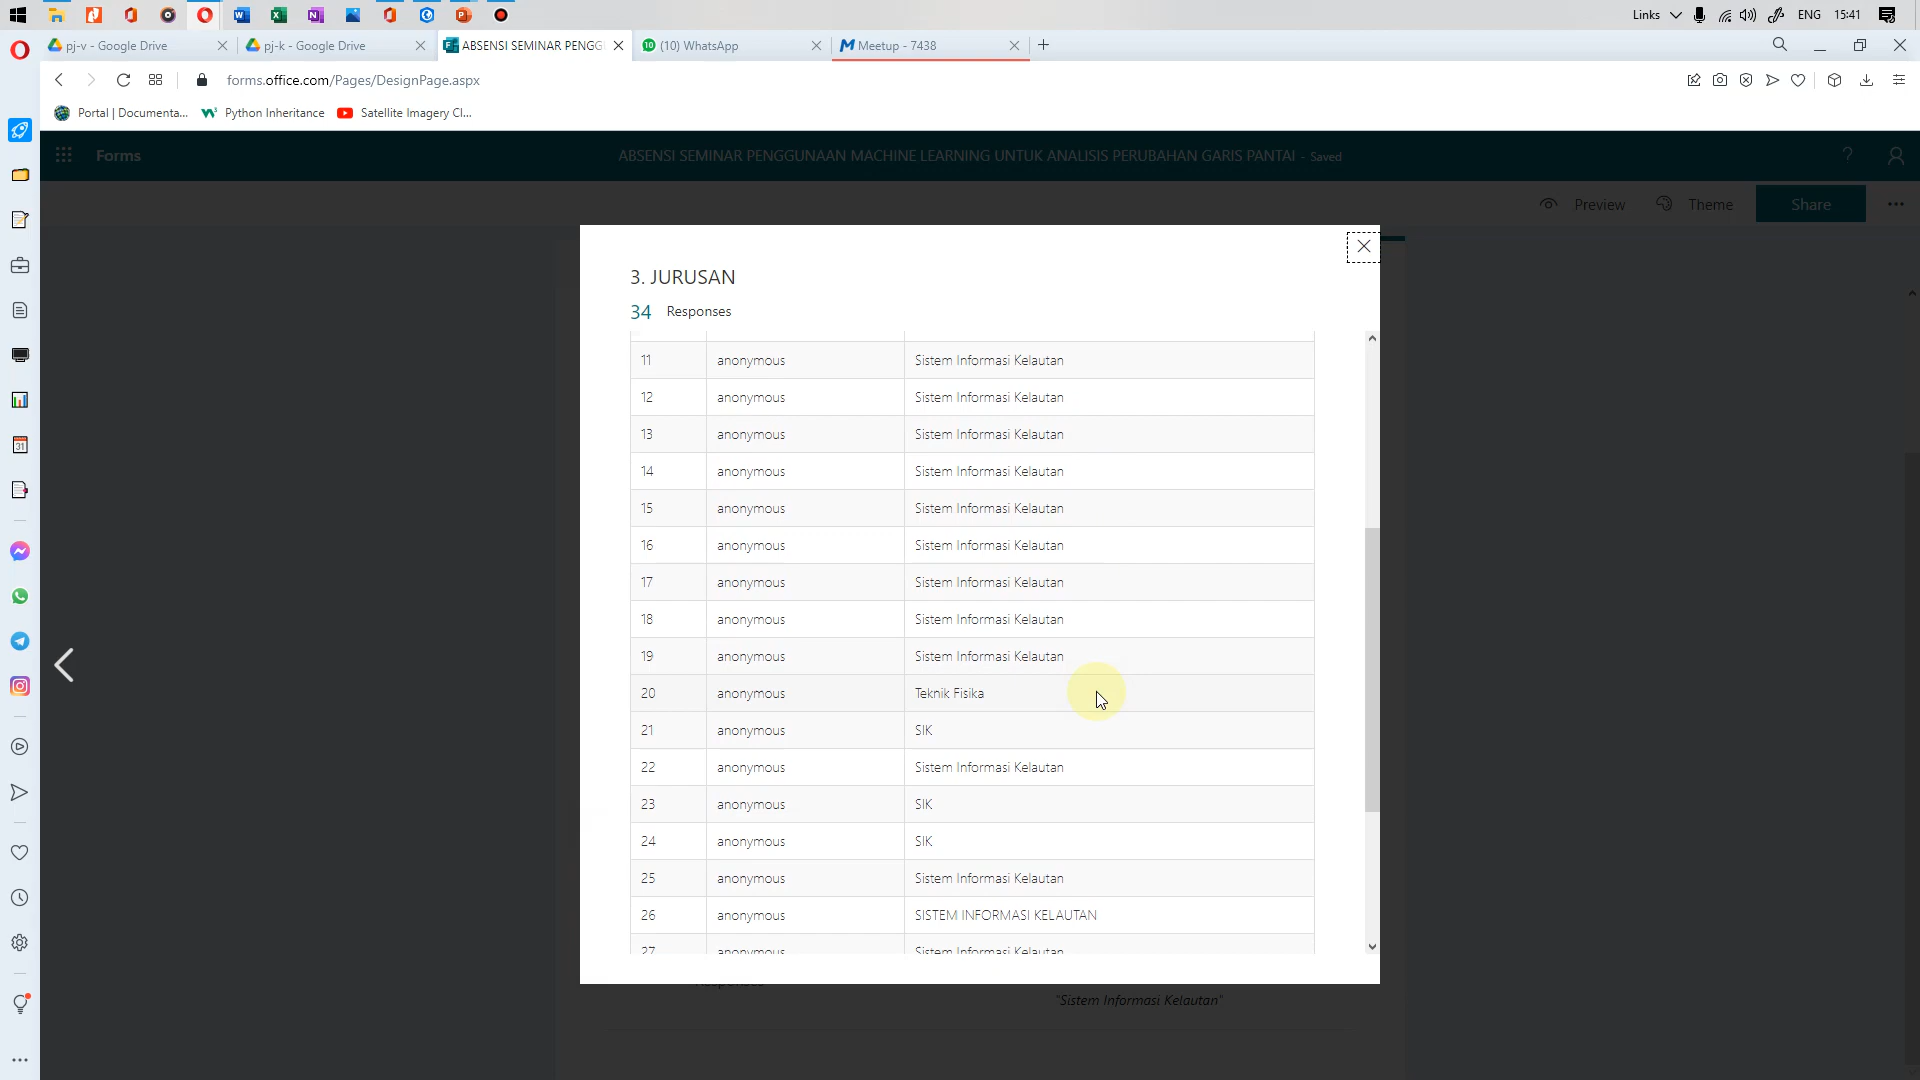 Links
ENG
15:41
pj-v - Google Drive
pj-k - Google Drive
ABSENSI SEMINAR PENGG
(10) WhatsApp
Meetup - 7438
forms.office.com/Pages/DesignPage.aspx
Portal | Documenta...
Python Inheritance
Satellite Imagery Cl...
Forms
ABSENSI SEMINAR PENGGUNAAN MACHINE LEARNING UNTUK ANALISIS PERUBAHAN GARIS PANTAI - Saved
?
Preview
Theme
Share
3. JURUSAN
34 Responses
11 anonymous Sistem Informasi Kelautan
12 anonymous Sistem Informasi Kelautan
13 anonymous Sistem Informasi Kelautan
14 anonymous Sistem Informasi Kelautan
15 anonymous Sistem Informasi Kelautan
16 anonymous Sistem Informasi Kelautan
17 anonymous Sistem Informasi Kelautan
18 anonymous Sistem Informasi Kelautan
19 anonymous Sistem Informasi Kelautan
20 anonymous Teknik Fisika
21 anonymous SIK
22 anonymous Sistem Informasi Kelautan
23 anonymous SIK
24 anonymous SIK
25 anonymous Sistem Informasi Kelautan
26 anonymous SISTEM INFORMASI KELAUTAN
27 anonymous Sistem Informasi Kelautan
Responses
"Sistem Informasi Kelautan"